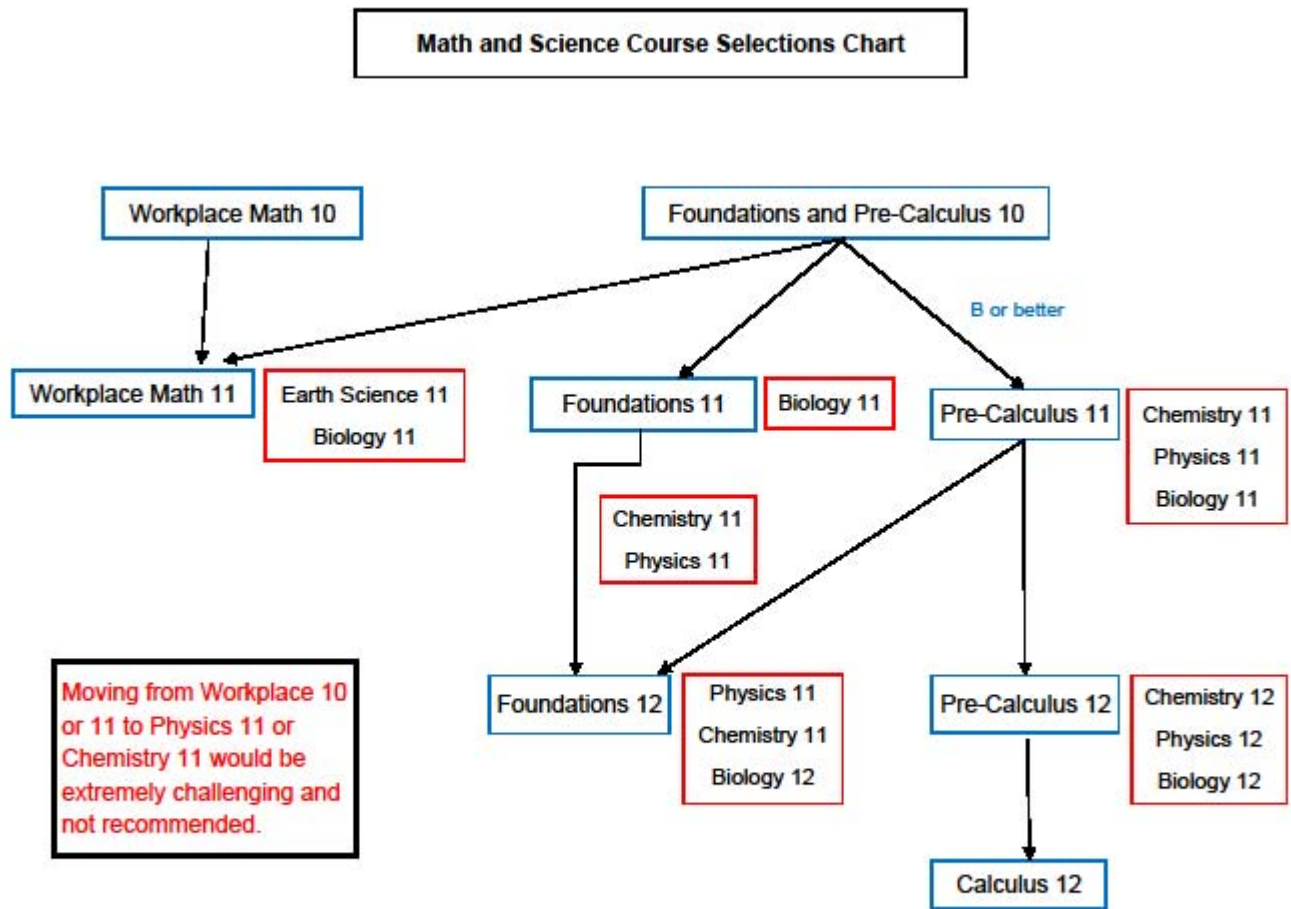 Math and Science Course Selections Chart
Workplace Math 10
Foundations and Pre-Calculus 10
B or better
Workplace Math 11
Earth Science 11
Biology 11
Foundations 11
Biology 11
Pre-Calculus 11
Chemistry 11
Physics 11
Biology 11
Chemistry 11
Physics 11
Moving from Workplace 10
or 11 to Physics 11 or
Chemistry 11 would be
extremely challenging and
not recommended.
Foundations 12
Physics 11
Chemistry 11
Biology 12
Pre-Calculus 12
Chemistry 12
Physics 12
Biology 12
Calculus 12